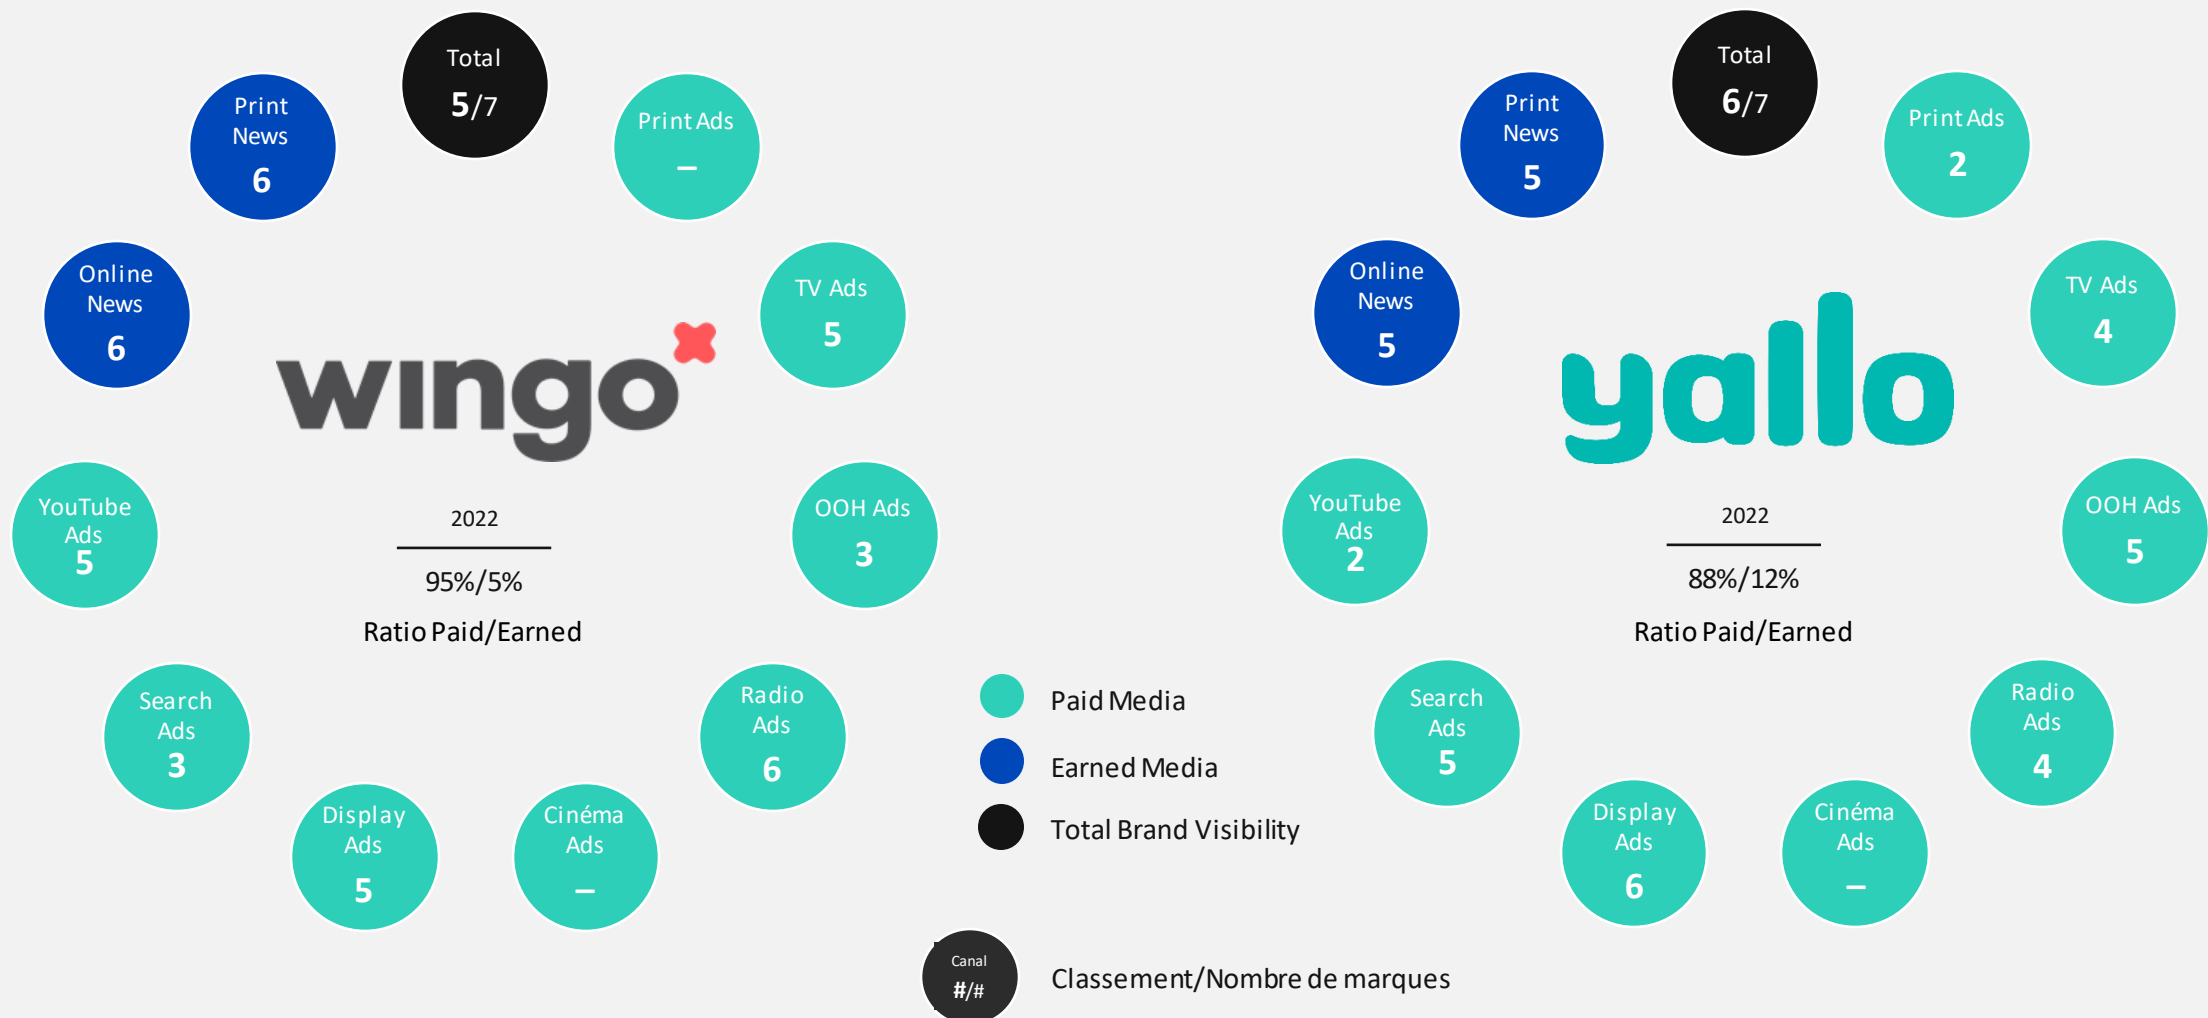 Total
5/7
Print Ads
–
TV Ads
5
OOH Ads
3
Radio
Ads
6
Cinéma
Ads
–
Display
Ads
5
Search
Ads
3
YouTube
Ads
5
Online
News
6
Print
News
6
wingo
2022
95%/5%
Ratio Paid/Earned
Total
6/7
Print Ads
2
TV Ads
4
OOH Ads
5
Radio
Ads
4
Cinéma
Ads
–
Display
Ads
6
Search
Ads
5
YouTube
Ads
2
Online
News
5
Print
News
5
yallo
2022
88%/12%
Ratio Paid/Earned
Paid Media
Earned Media
Total Brand Visibility
Canal
#/#
Classement/Nombre de marques